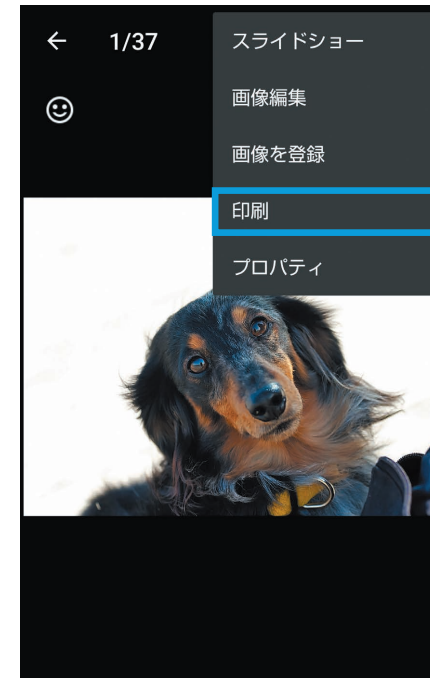 1/37
スライドショー
画像編集
画像を登録
印刷
プロパティ